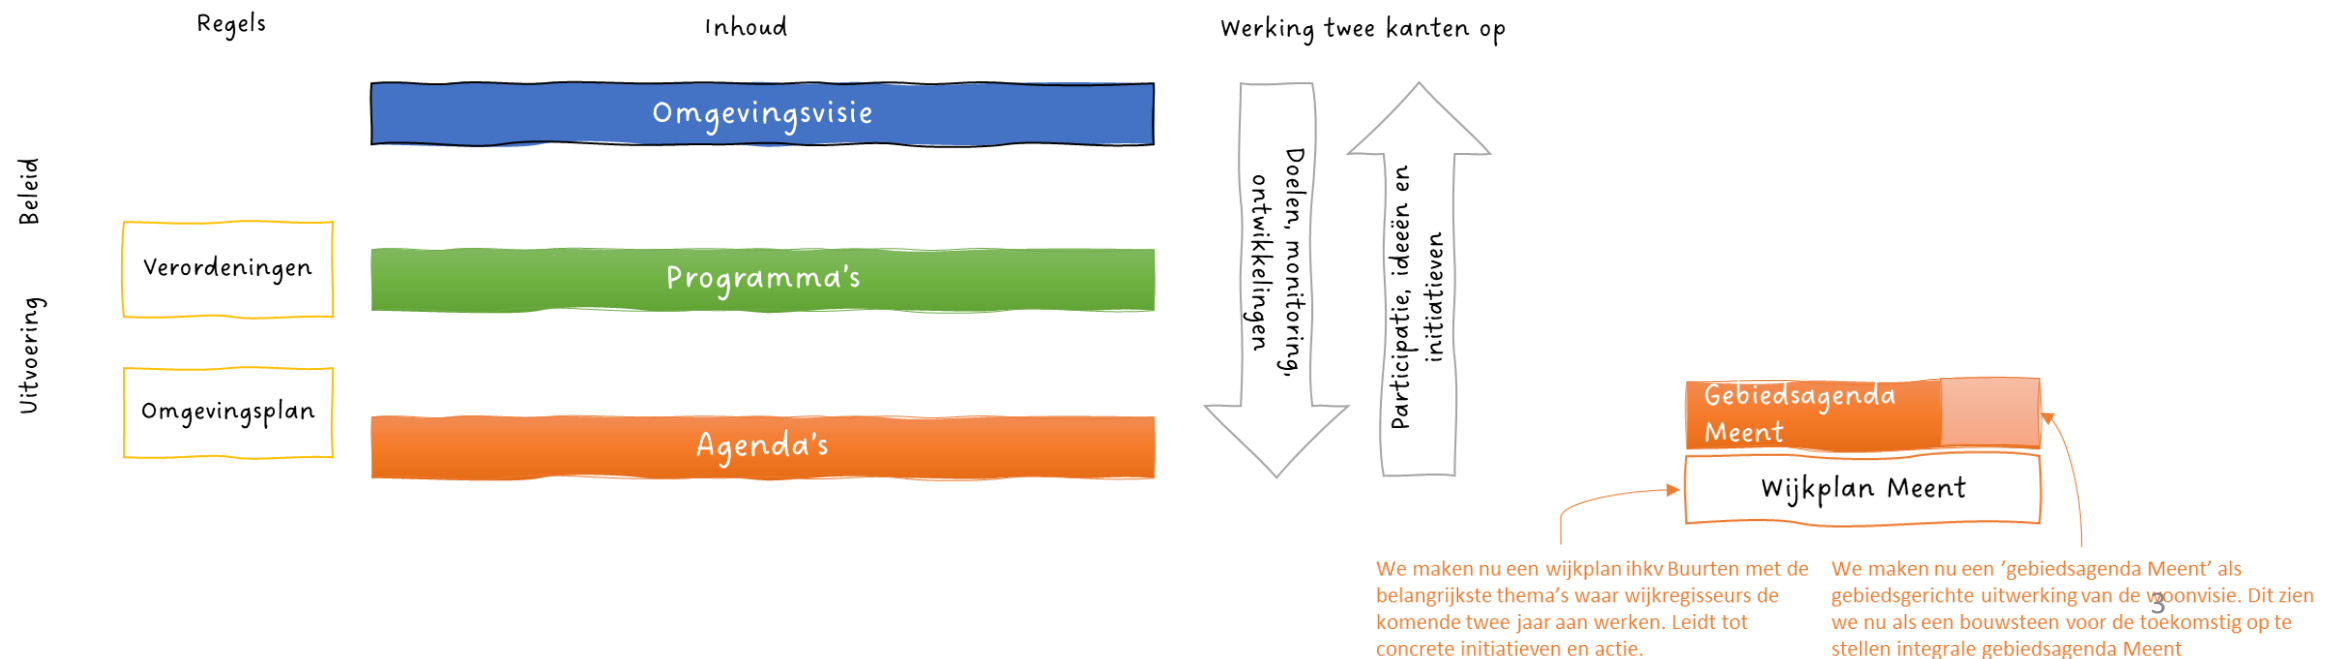 Regels
Inhoud
Werking twee kanten op
Beleid
Uitvoering
Verordeningen
Omgevingsplan
Omgevingsvisie
Programma's
Agenda's
Doelen, monitoring,
ontwikkelingen
Participatie, ideeën en
initiatieven
Gebiedsagenda
Meent
Wijkplan Meent
We maken nu een wijkplan ihkv Buurten met de
belangrijkste thema's waar wijkregisseurs de
komende twee jaar aan werken. Leidt tot
concrete initiatieven en actie.
We maken nu een 'gebiedsagenda Meent' als
gebiedsgerichte uitwerking van de woonvisie. Dit zien
we nu als een bouwsteen voor de toekomstig op te
stellen integrale gebiedsagenda Meent
3